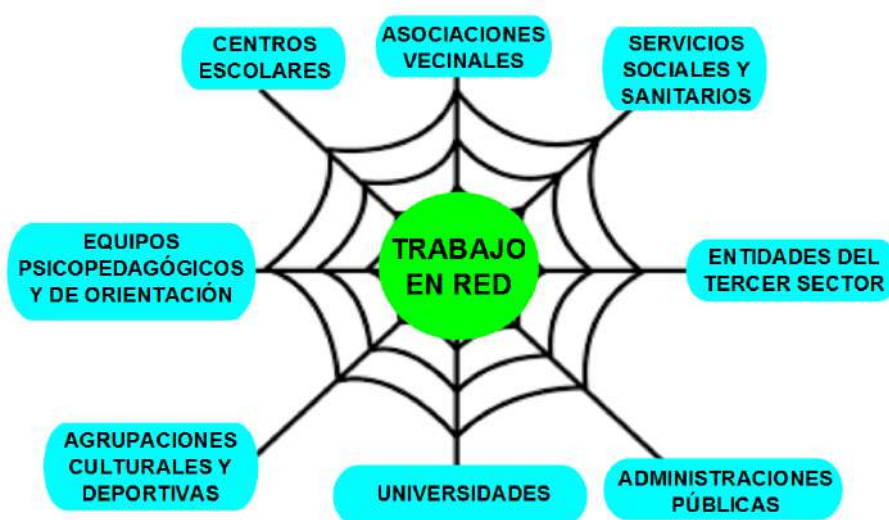 CENTROS
ESCOLARES
ASOCIACIONES
VECINALES
SERVICIOS
SOCIALES Y
SANITARIOS
EQUIPOS
PSICOPEDAGÓGICOS
Y DE ORIENTACIÓN
TRABAJO
EN RED
ENTIDADES DEL
TERCER SECTOR
AGRUPACIONES
CULTURALES Y
DEPORTIVAS
UNIVERSIDADES
ADMINISTRACIONES
PÚBLICAS